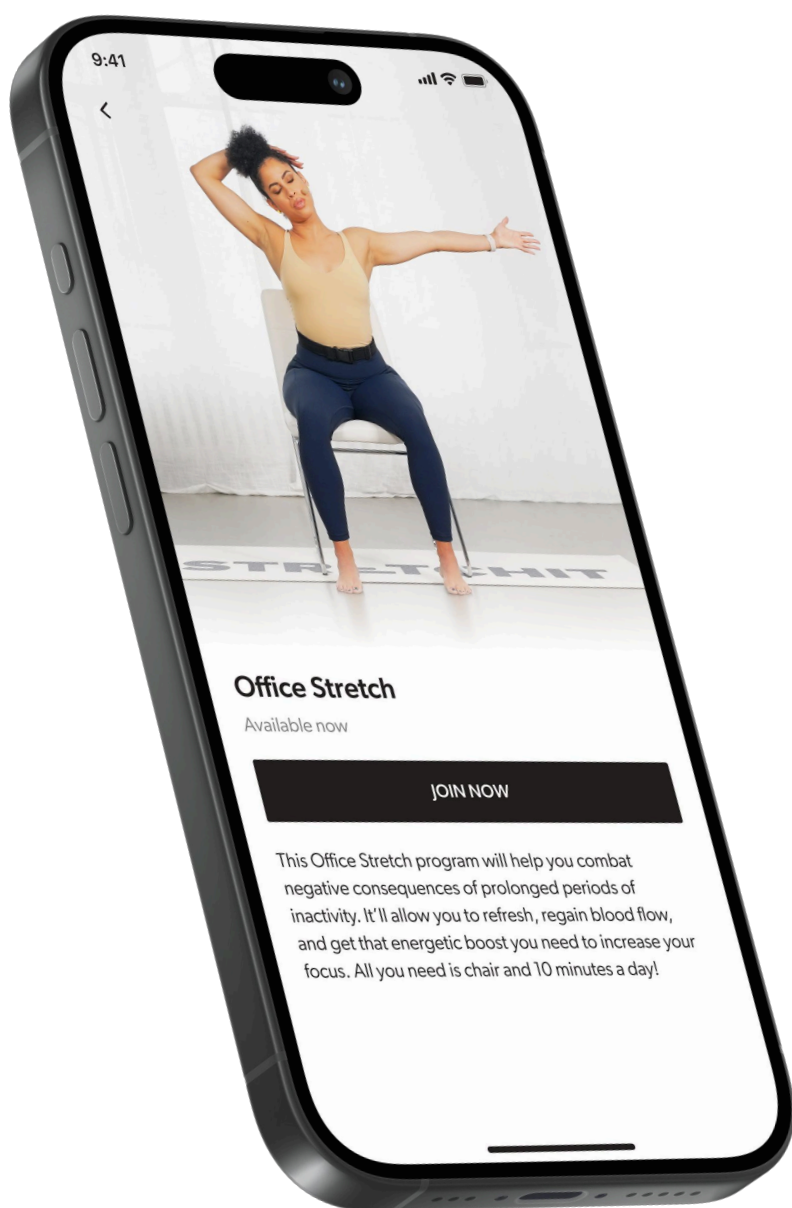 9:41
STRETCHIT
Office Stretch
Available now
JOIN NOW
This Office Stretch program will help you combat
negative consequences of prolonged periods of
inactivity. It'll allow you to refresh, regain blood flow,
and get that energetic boost you need to increase your
focus. All you need is chair and 10 minutes a day!